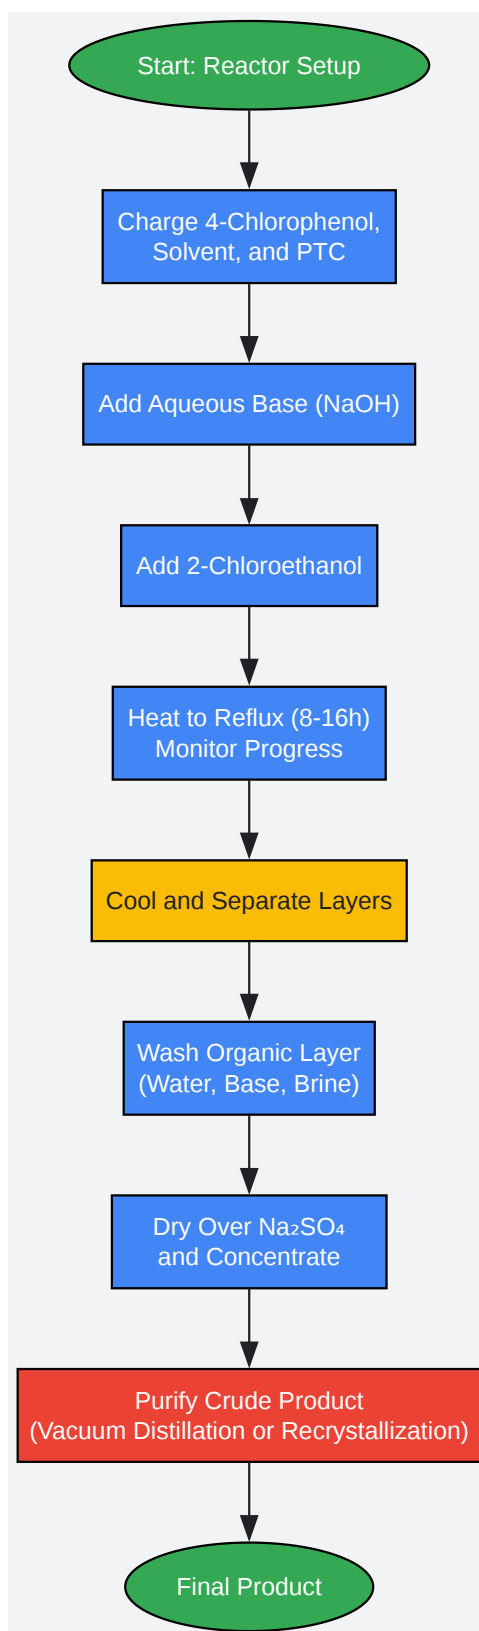 Start: Reactor Setup
Charge 4-Chlorophenol,
Solvent, and PTC
Add Aqueous Base (NaOH)
Add 2-Chloroethanol
Heat to Reflux (8-16h)
Monitor Progress
Cool and Separate Layers
Wash Organic Layer
(Water, Base, Brine)
Dry Over Na₂SO₄
and Concentrate
Purify Crude Product
(Vacuum Distillation or Recrystallization)
Final Product